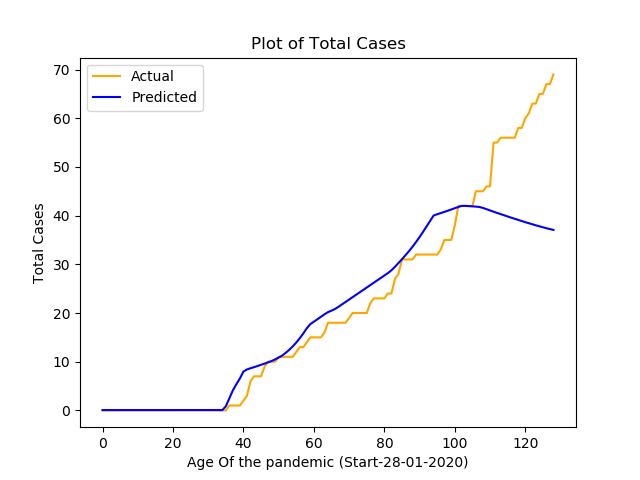 Plot of Total Cases
Actual
Predicted
70
60
50
40
30
20
10
0
Total Cases
0 20 40 60 80 100 120
Age Of the pandemic (Start-28-01-2020)